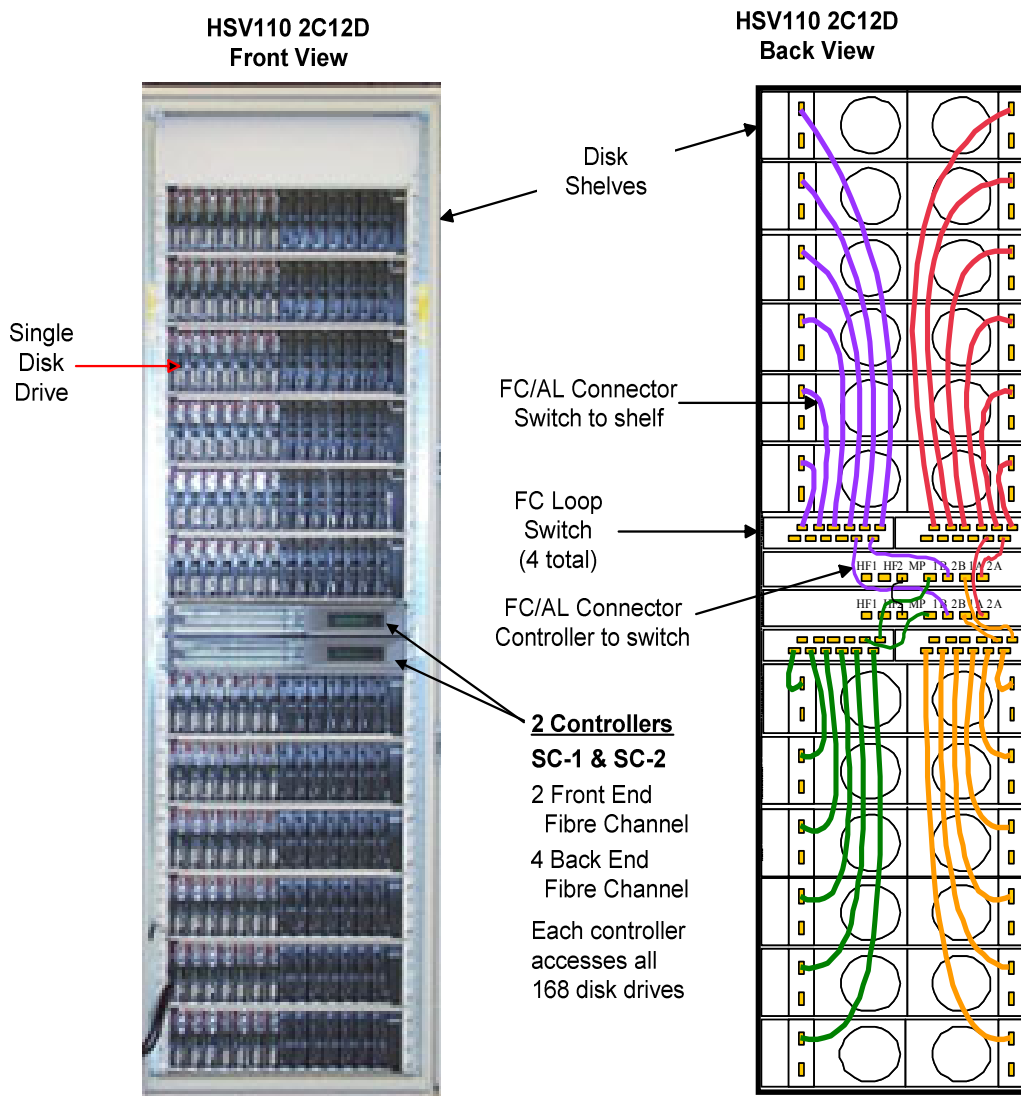 HSV110 2C12D
Front View
HSV110 2C12D
Back View
Disk
Shelves
Single
Disk
Drive
FC/AL Connector
Switch to shelf
FC Loop
Switch
(4 total)
HF1 HF2 MP 1B 2B 1A 2A
FC/AL Connector
Controller to switch
HF1 HF2 MP 1B 2B 1A 2A
2 Controllers
SC-1 & SC-2
2 Front End
Fibre Channel
4 Back End
Fibre Channel
Each controller
accesses all
168 disk drives